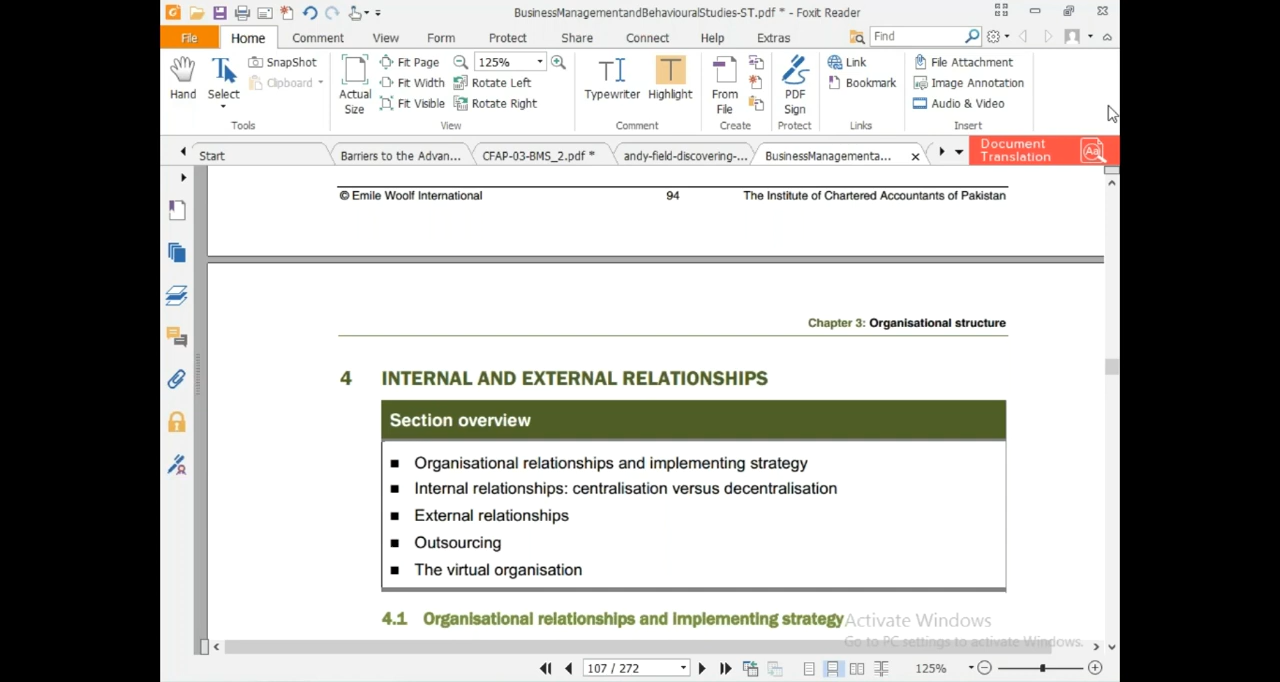 BusinessManagementandBehaviouralStudies-ST.pdf * - Foxit Reader
File Home Comment View Form Protect Share Connect Help Extras Find
Hand
Select
SnapShot
Clipboard
Tools
Actual Size
Fit Page
Fit Width
Fit Visible
125%
Rotate Left
Rotate Right
View
Typewriter
Highlight
Comment
From File
Create
PDF Sign
Protect
Link
Bookmark
Links
File Attachment
Image Annotation
Audio & Video
Insert
Start
Barriers to the Advan...
CFAP-03-BMS_2.pdf *
andy-field-discovering-...
BusinessManagementa...
Document
Translation
Aa
© Emile Woolf International 94 The Institute of Chartered Accountants of Pakistan
Chapter 3: Organisational structure
4 INTERNAL AND EXTERNAL RELATIONSHIPS
Section overview
■ Organisational relationships and implementing strategy
■ Internal relationships: centralisation versus decentralisation
■ External relationships
■ Outsourcing
■ The virtual organisation
4.1 Organisational relationships and implementing strategy
Activate Windows
Go to PC settings to activate Windows.
107 / 272
125%